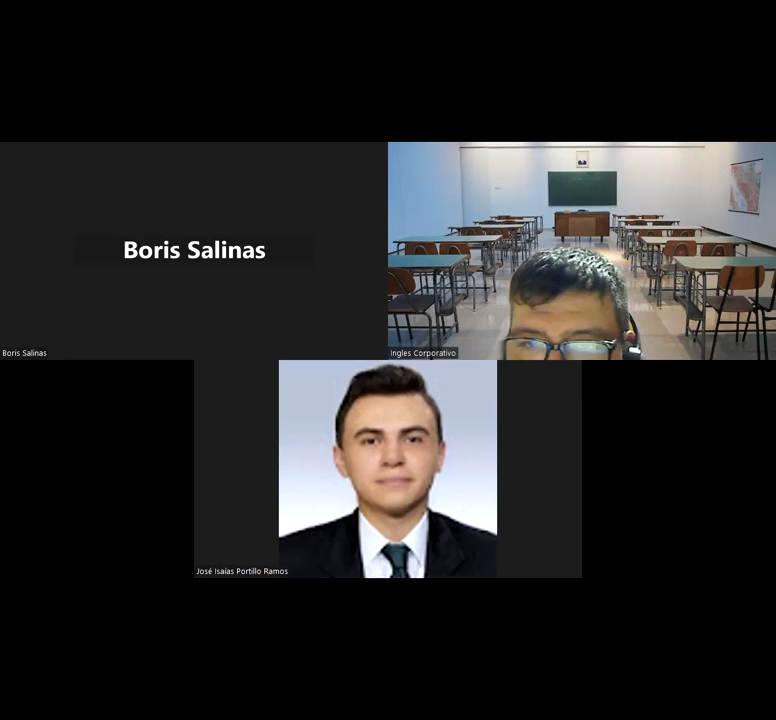 Boris Salinas
Boris Salinas
Ingles Corporativo
José Isaías Portillo Ramos